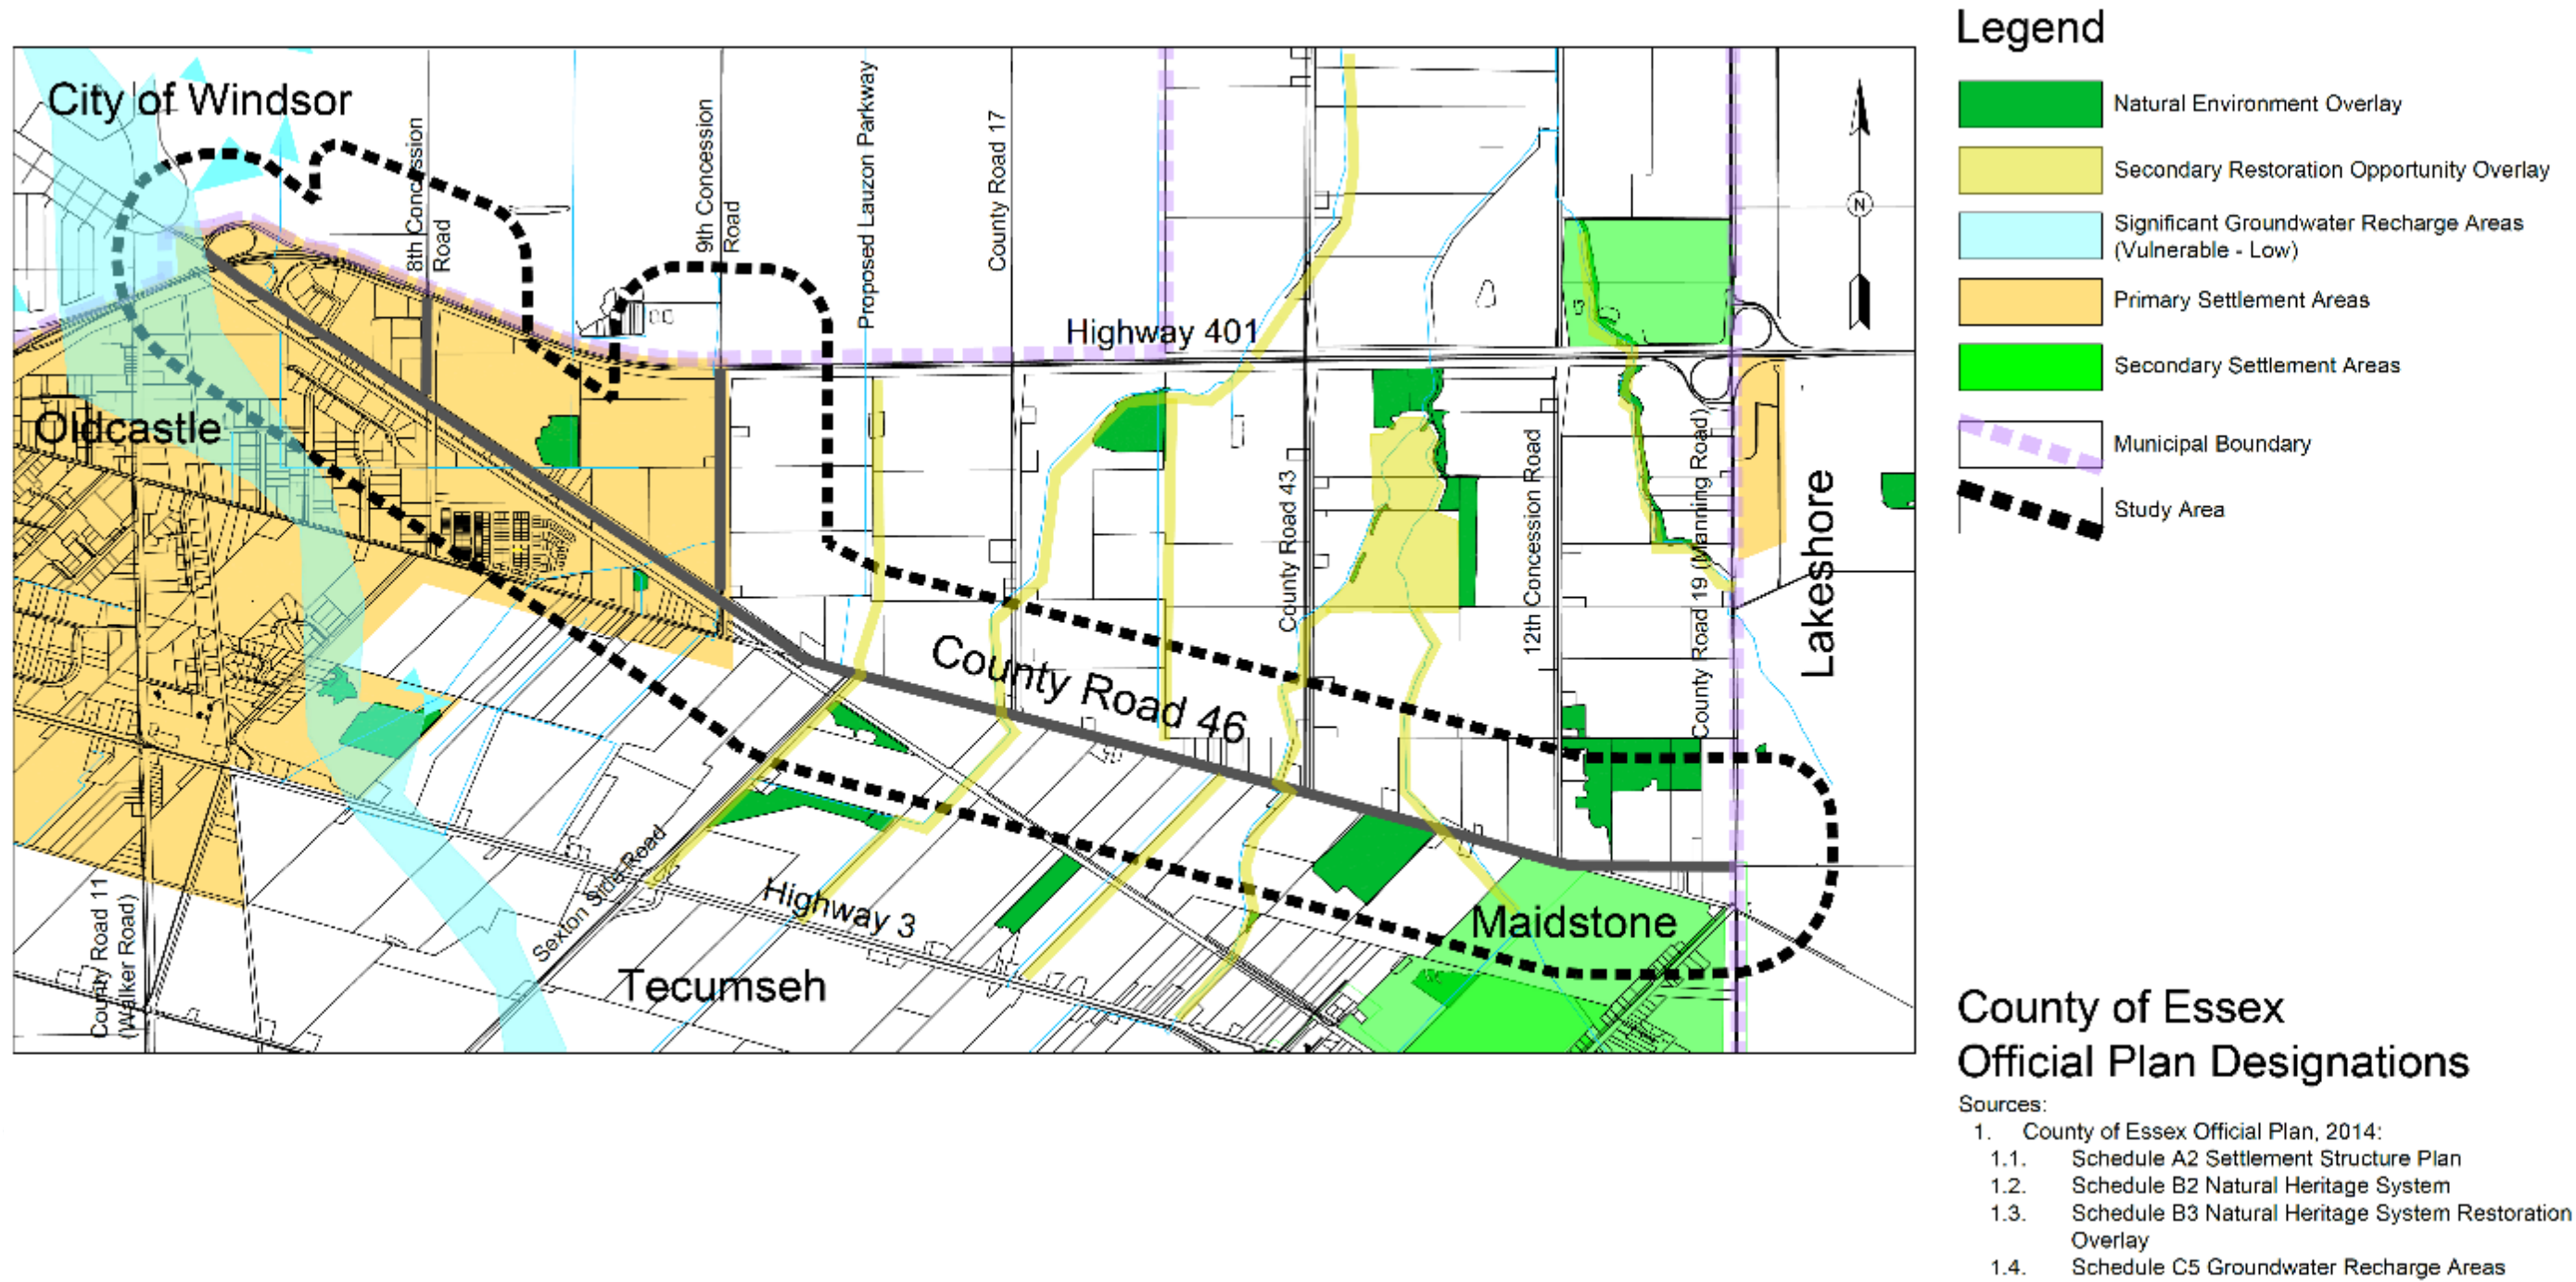 Legend
Natural Environment Overlay
Secondary Restoration Opportunity Overlay
Significant Groundwater Recharge Areas
(Vulnerable - Low)
Primary Settlement Areas
Secondary Settlement Areas
Municipal Boundary
Study Area
City of Windsor
8th Concession
Road
9th Concession
Road
Proposed Lauzon Parkway
County Road 17
Highway 401
N
Oldcastle
County Road 43
12th Concession Road
County Road 19 (Manning Road)
Lakeshore
County Road 46
County Road 11
(Walker Road)
Sexton Side Road
Highway 3
Tecumseh
Maidstone
County of Essex
Official Plan Designations
Sources:
1. County of Essex Official Plan, 2014:
1.1. Schedule A2 Settlement Structure Plan
1.2. Schedule B2 Natural Heritage System
1.3. Schedule B3 Natural Heritage System Restoration
Overlay
1.4. Schedule C5 Groundwater Recharge Areas